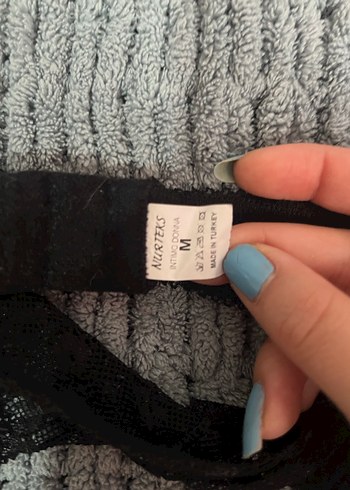 NURTEKS
INTIMO DONNA
M
MADE IN TURKEY